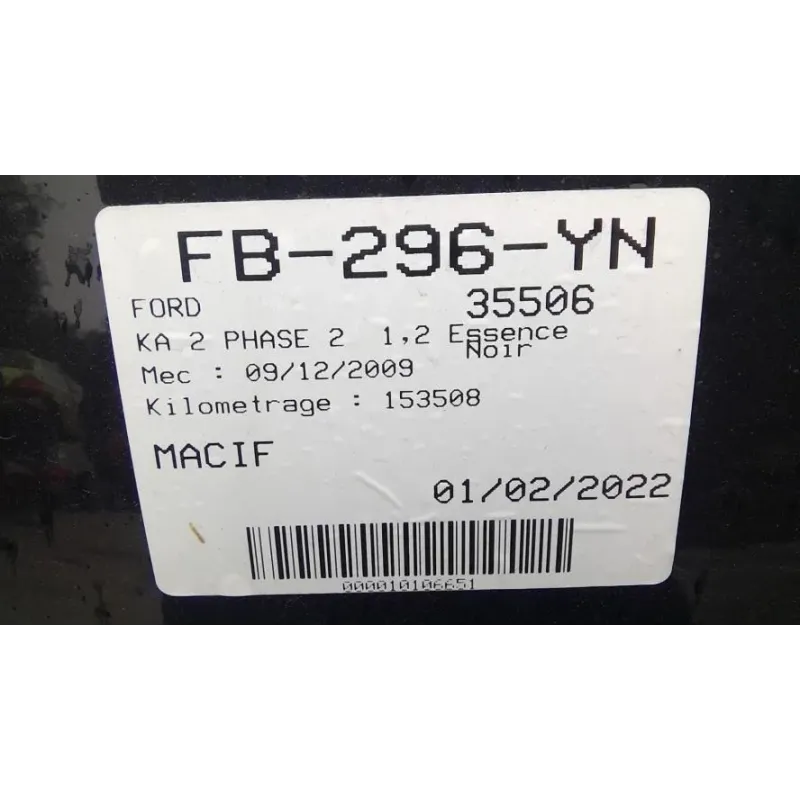 FB-296-YN
FORD 35506
KA 2 PHASE 2 1,2 Essence
Noir
Mec : 09/12/2009
Kilometrage : 153508
MACIF
01/02/2022
000010106651